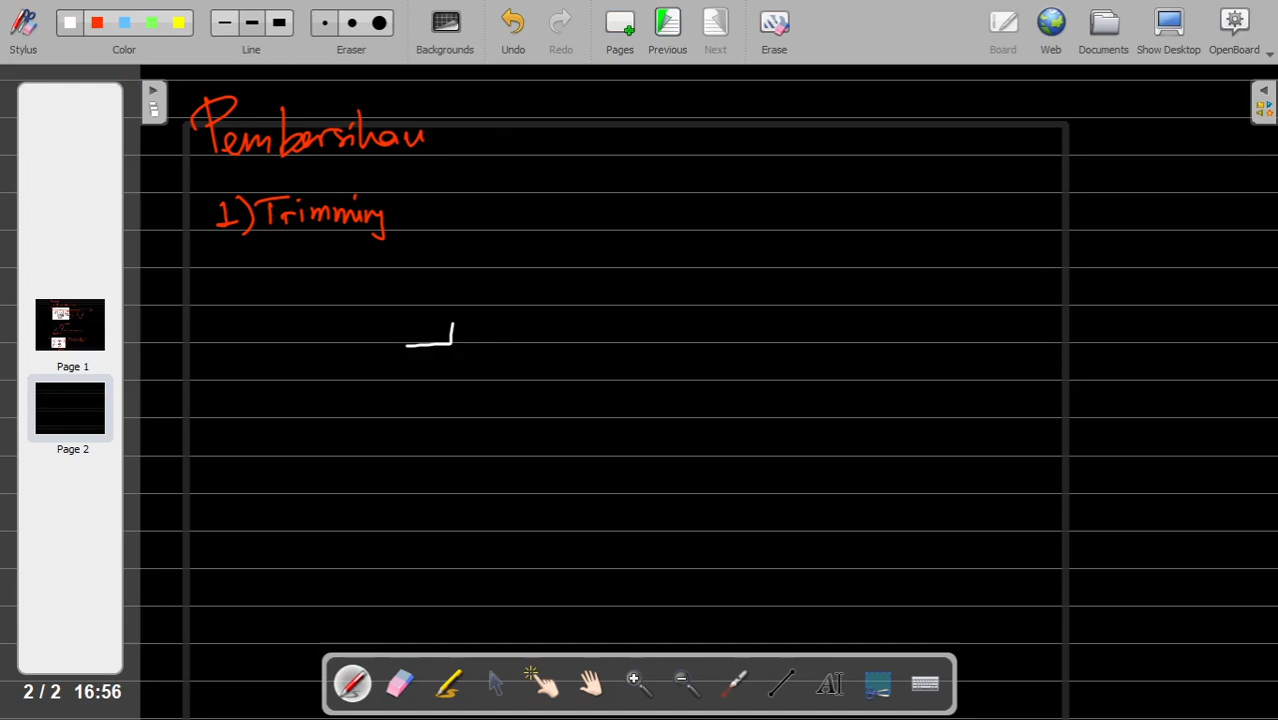 Stylus
Color
Line
Eraser
Backgrounds
Undo
Redo
Pages
Previous
Next
Erase
Board
Web
Documents
Show Desktop
OpenBoard
Pembersihan
1) Trimming
Page 1
Page 2
2 / 2 16:56
AI